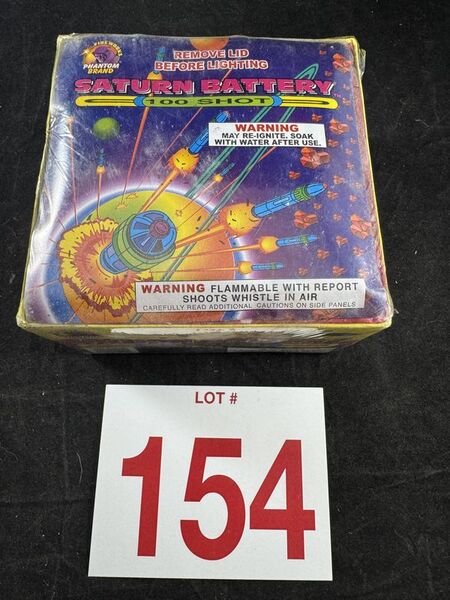 FIREWORKS
PHANTOM
BRAND
REMOVE LID
BEFORE LIGHTING
SATURN BATTERY
100 SHOT
WARNING
MAY RE-IGNITE. SOAK
WITH WATER AFTER USE.
WARNING FLAMMABLE WITH REPORT
SHOOTS WHISTLE IN AIR
CAREFULLY READ ADDITIONAL CAUTIONS ON SIDE PANELS
LOT #
154